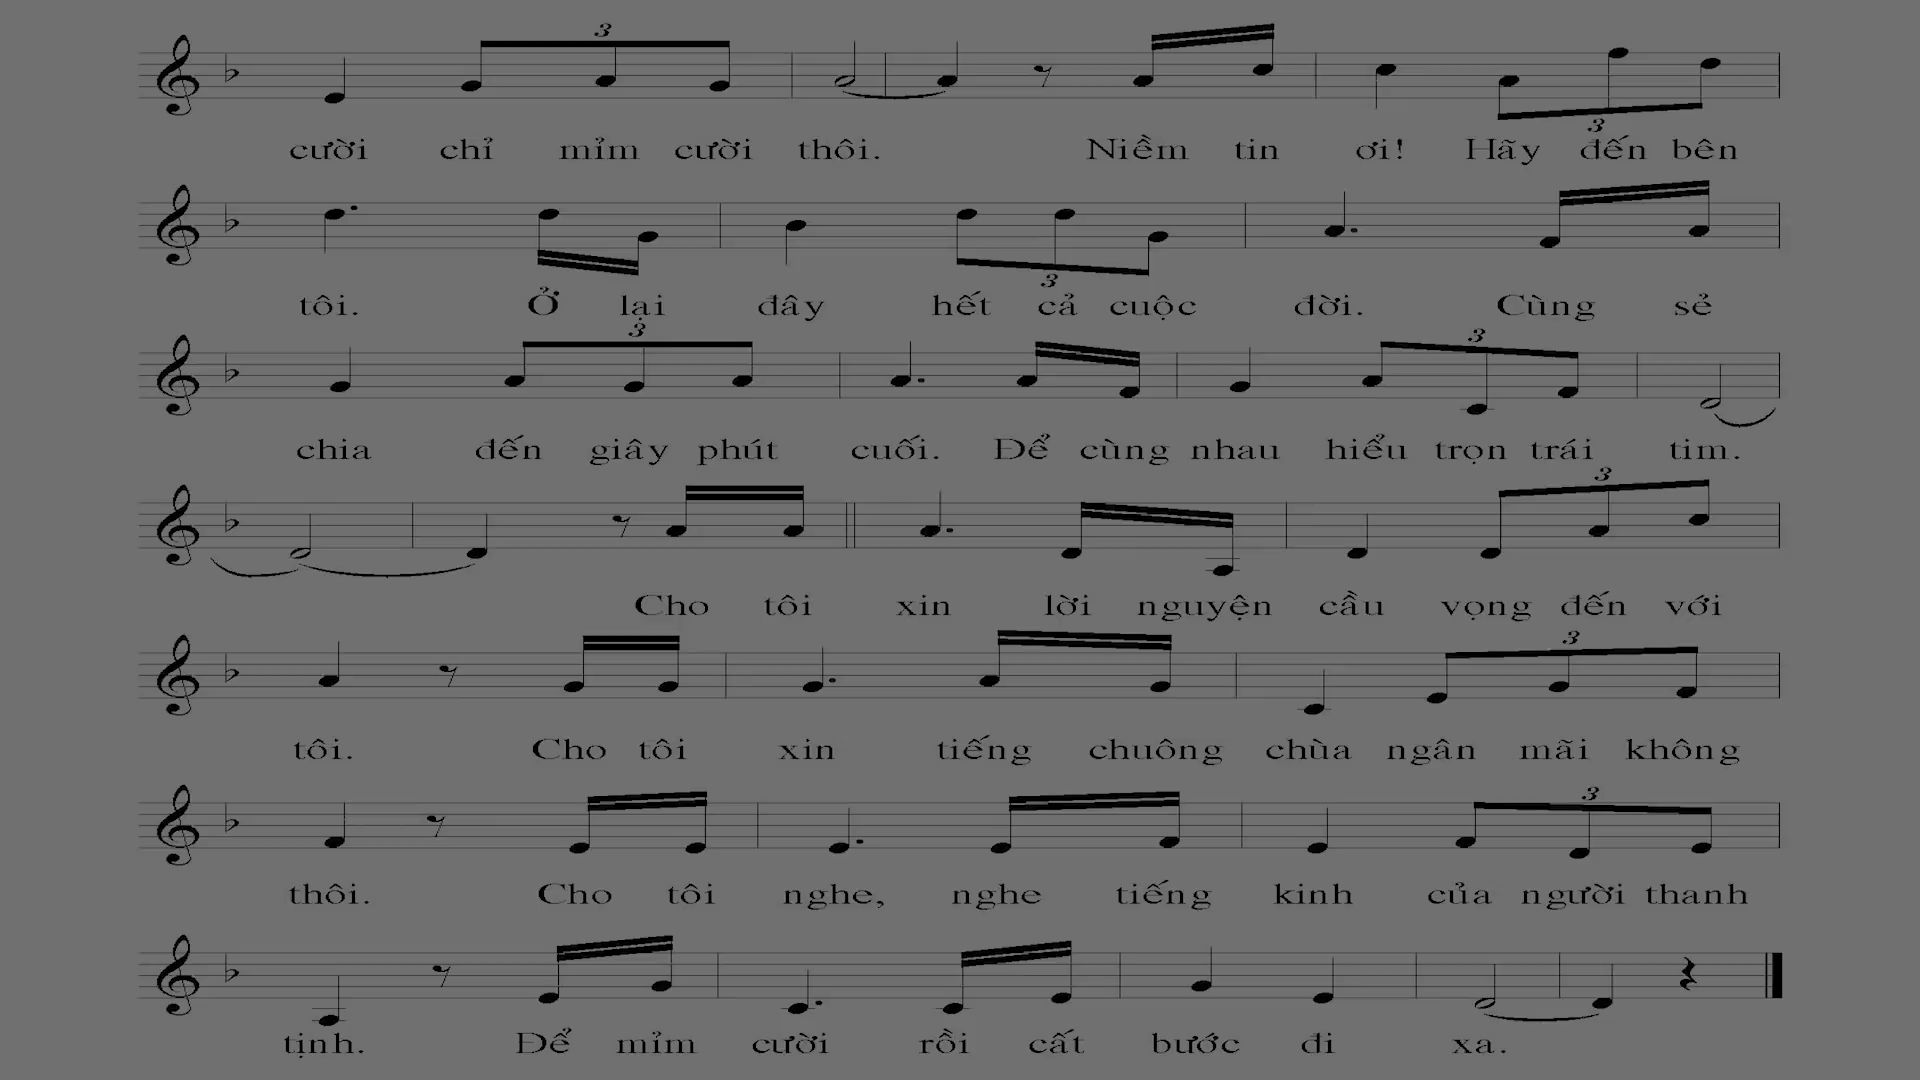 cười chỉ mỉm cười thôi. Niềm tin ơi! Hãy đến bên
tôi. Ở lại đây hết cả cuộc đời. Cùng sẻ
chia đến giây phút cuối. Để cùng nhau hiểu trọn trái tim.
Cho tôi xin lời nguyện cầu vọng đến với
tôi. Cho tôi xin tiếng chuông chùa ngân mãi không
thôi. Cho tôi nghe, nghe tiếng kinh của người thanh
tịnh. Để mỉm cười rồi cất bước đi xa.